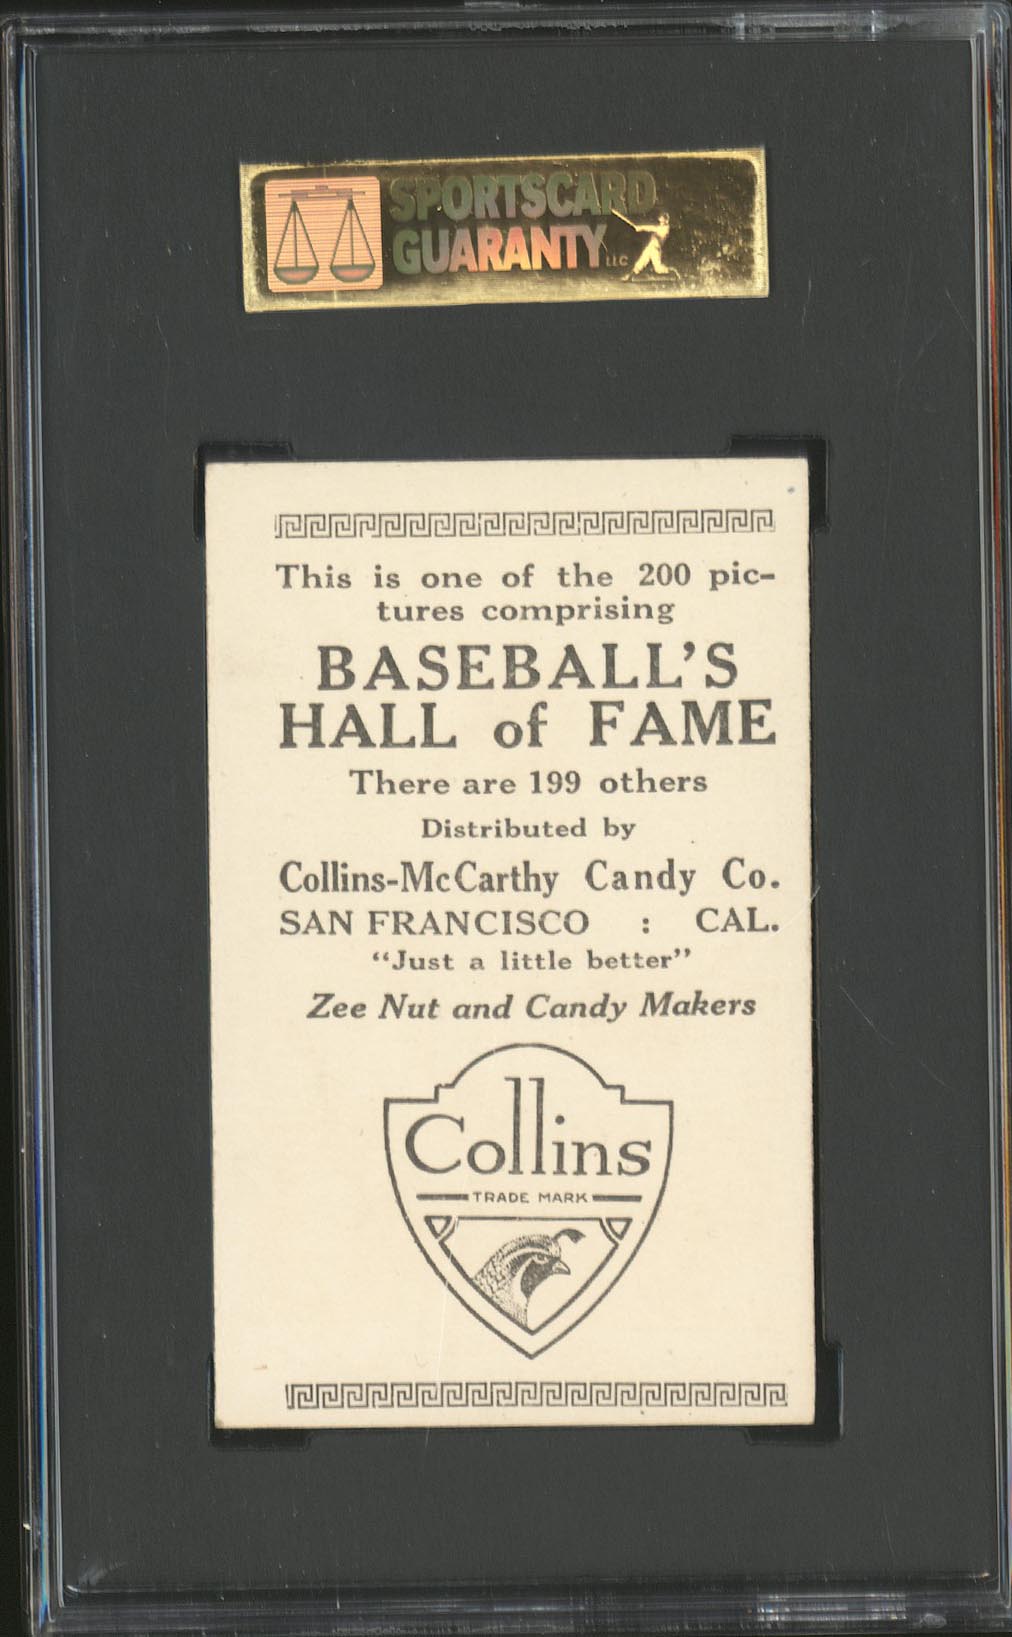 SPORTSCARD
GUARANTY LLC
This is one of the 200 pic-
tures comprising
BASEBALL'S
HALL of FAME
There are 199 others
Distributed by
Collins-McCarthy Candy Co.
SAN FRANCISCO : CAL.
"Just a little better"
Zee Nut and Candy Makers
Collins
TRADE MARK